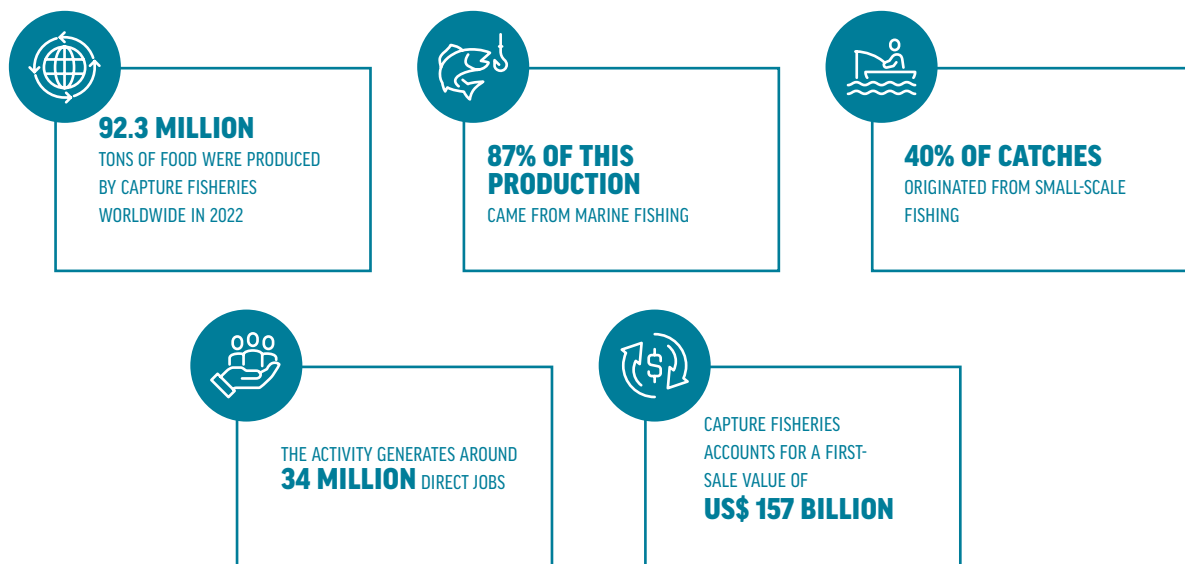 92.3 MILLION
TONS OF FOOD WERE PRODUCED
BY CAPTURE FISHERIES
WORLDWIDE IN 2022
87% OF THIS
PRODUCTION
CAME FROM MARINE FISHING
40% OF CATCHES
ORIGINATED FROM SMALL-SCALE
FISHING
THE ACTIVITY GENERATES AROUND
34 MILLION DIRECT JOBS
CAPTURE FISHERIES
ACCOUNTS FOR A FIRST-
SALE VALUE OF
US$ 157 BILLION